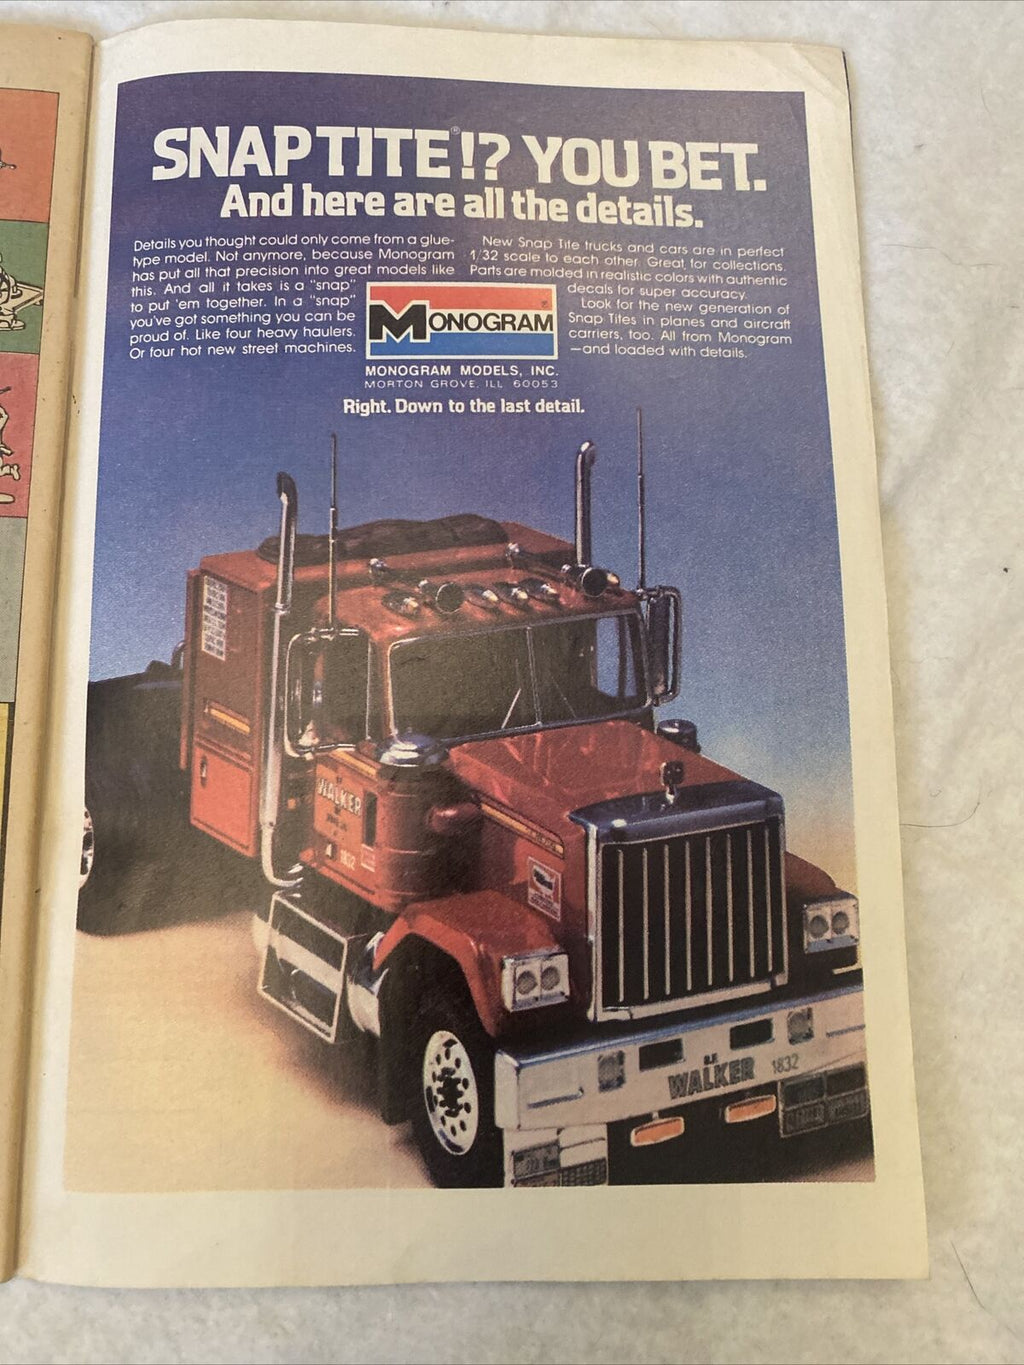 SNAP TITE®!? YOU BET.
And here are all the details.
Details you thought could only come from a glue-
type model. Not anymore, because Monogram
has put all that precision into great models like
this. And all it takes is a "snap"
to put 'em together. In a "snap"
you've got something you can be
proud of. Like four heavy haulers.
Or four hot new street machines.
New Snap Tite trucks and cars are in perfect
1/32 scale to each other. Great for collections.
Parts are molded in realistic colors with authentic
decals for super accuracy.
Look for the new generation of
Snap Tites in planes and aircraft
carriers, too. All from Monogram
—and loaded with details.
MONOGRAM ®
MONOGRAM MODELS, INC.
MORTON GROVE, ILL 60053
Right. Down to the last detail.
WALKER
1832
WALKER 1832